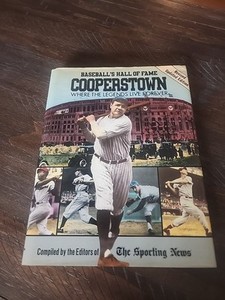 BASEBALL'S HALL OF FAME
COOPERSTOWN
WHERE THE LEGENDS LIVE FOREVER
Compiled by the Editors of The Sporting News